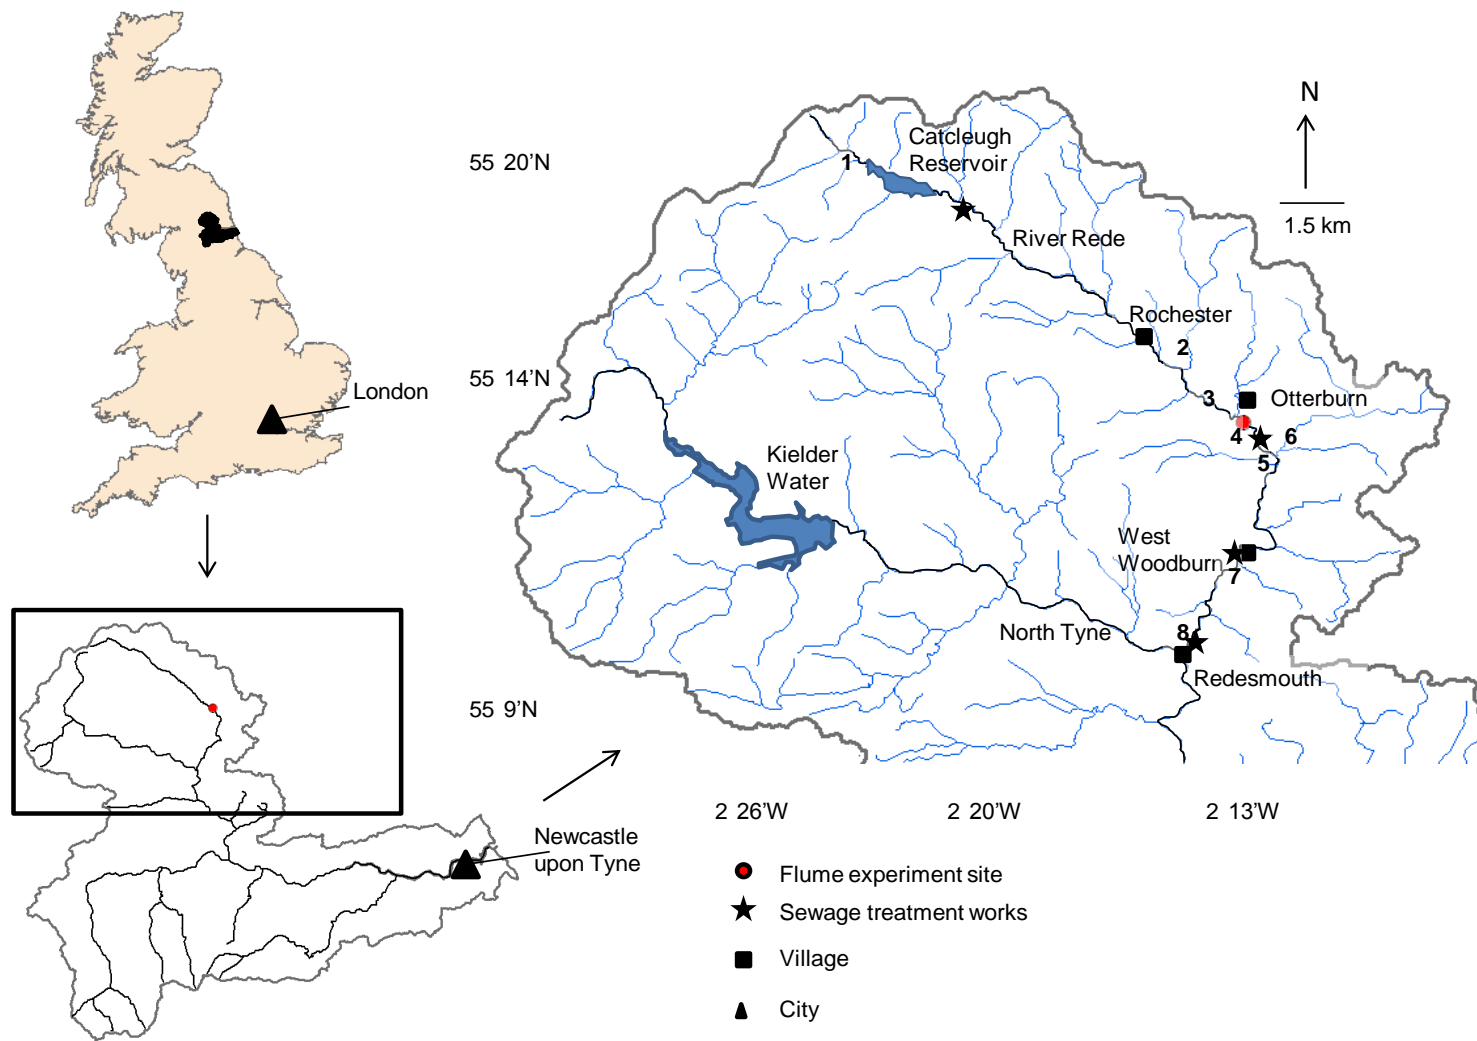 London
Newcastle
upon Tyne
N
1.5 km
55 20’N
55 14’N
55 9’N
1
Catcleugh
Reservoir
River Rede
Rochester
2
3
Otterburn
4
6
5
Kielder
Water
West
Woodburn
7
North Tyne
8
Redesmouth
2 26’W
2 20’W
2 13’W
Flume experiment site
Sewage treatment works
Village
City